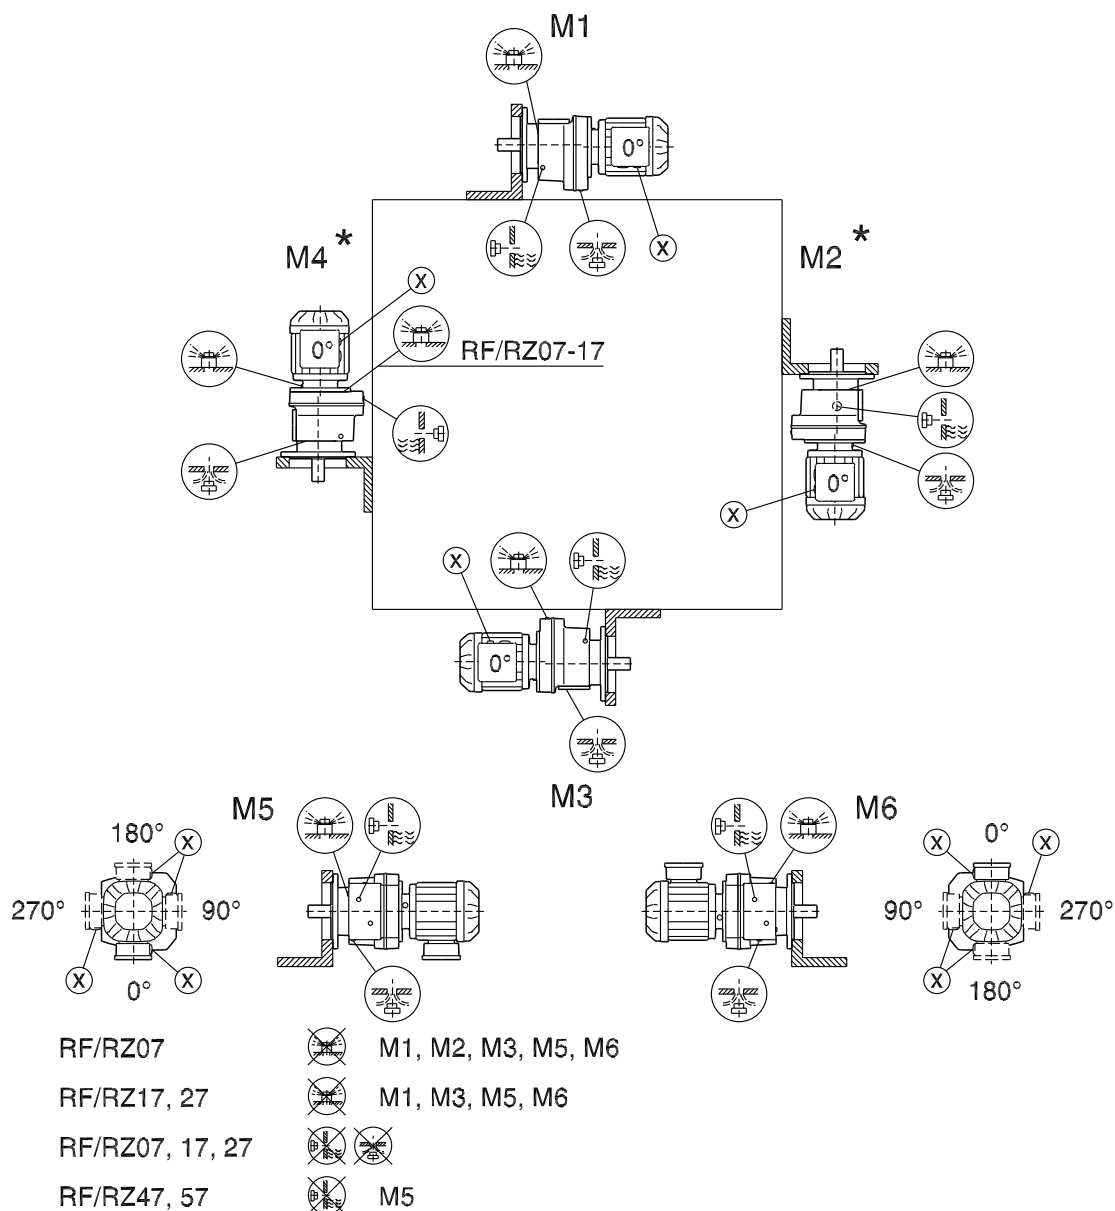 M1
0°
X
M4 *
M2 *
X
0°
RF/RZ07-17
0°
X
X
0°
M3
M5
M6
180°
X
270°
90°
X
0°
X
X
0°
X
90°
270°
X
180°
RF/RZ07 M1, M2, M3, M5, M6
RF/RZ17, 27 M1, M3, M5, M6
RF/RZ07, 17, 27
RF/RZ47, 57 M5